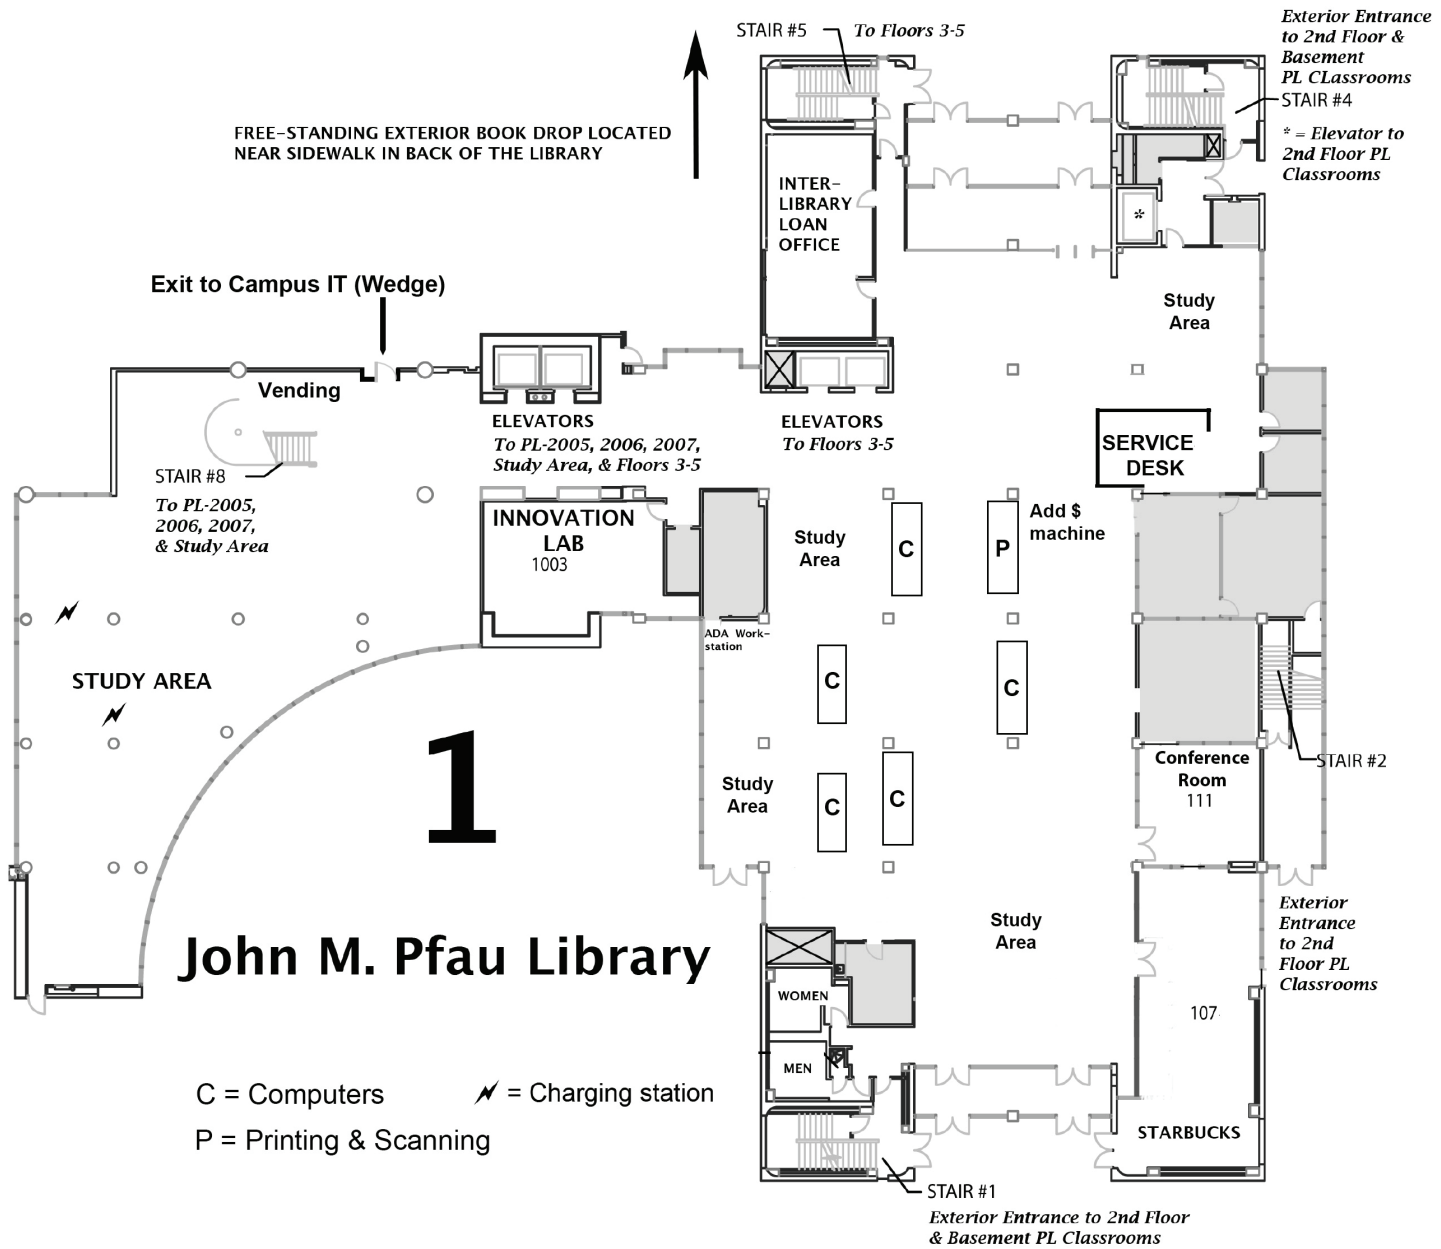 STAIR #5
To Floors 3-5
Exterior Entrance
to 2nd Floor &
Basement
PL CLassrooms
STAIR #4
* = Elevator to
2nd Floor PL
Classrooms
FREE-STANDING EXTERIOR BOOK DROP LOCATED
NEAR SIDEWALK IN BACK OF THE LIBRARY
INTER-
LIBRARY
LOAN
OFFICE
*
Exit to Campus IT (Wedge)
Study
Area
Vending
ELEVATORS
To PL-2005, 2006, 2007,
Study Area, & Floors 3-5
ELEVATORS
To Floors 3-5
SERVICE
DESK
STAIR #8
To PL-2005,
2006, 2007,
& Study Area
INNOVATION
LAB
1003
Study
Area
C
P
Add $
machine
ADA Work-
station
STUDY AREA
C
C
1
Study
Area
C
C
Conference
Room
111
STAIR #2
John M. Pfau Library
Study
Area
Exterior
Entrance
to 2nd
Floor PL
Classrooms
WOMEN
107
MEN
C = Computers
= Charging station
P = Printing & Scanning
STARBUCKS
STAIR #1
Exterior Entrance to 2nd Floor
& Basement PL Classrooms